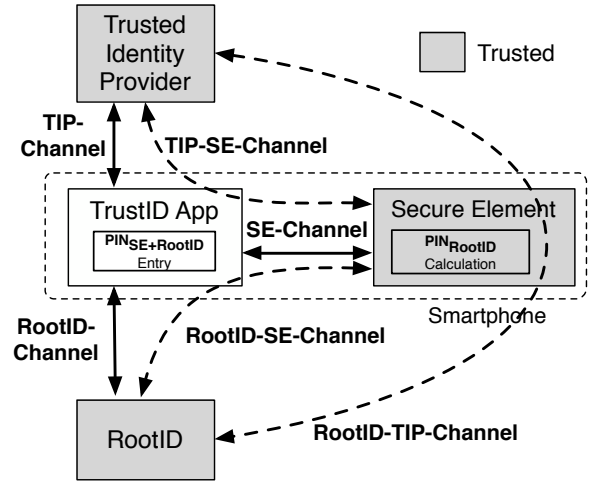 Trusted
Identity
Provider
Trusted
TIP-
Channel
TIP-SE-Channel
TrustID App
PINSE+RootID
Entry
SE-Channel
Secure Element
PINRootID
Calculation
Smartphone
RootID-
Channel
RootID-SE-Channel
RootID
RootID-TIP-Channel